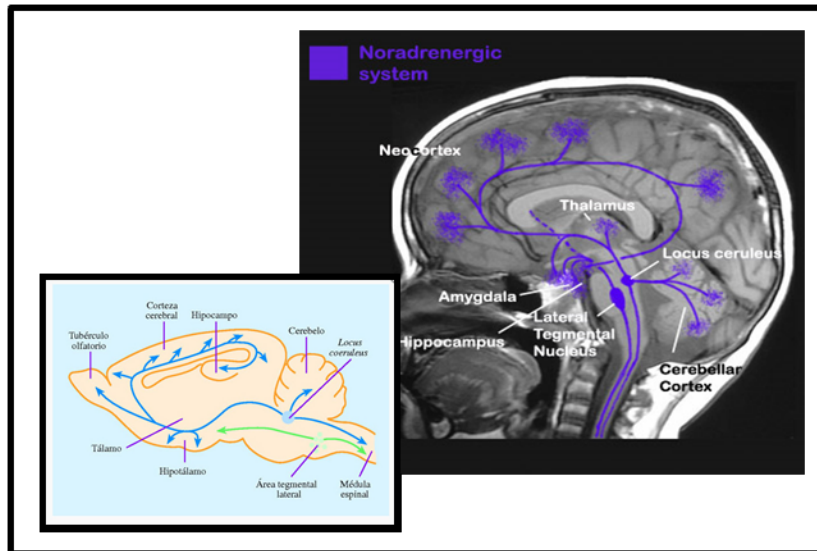 Noradrenergic
system
Neocortex
Thalamus
Locus ceruleus
Amygdala
Lateral
Tegmental
Nucleus
Hippocampus
Cerebellar
Cortex
Corteza
cerebral
Hipocampo
Tubérculo
olfatorio
Cerebelo
Locus
coeruleus
Tálamo
Hipotálamo
Área tegmental
lateral
Médula
espinal